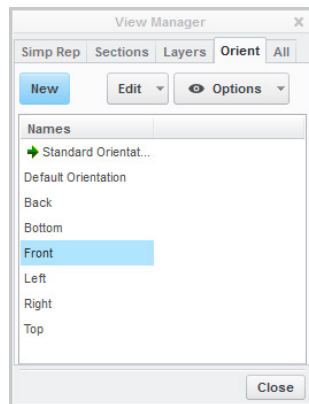 View Manager
Simp Rep Sections Layers Orient All
New Edit Options
Names
Standard Orientat...
Default Orientation
Back
Bottom
Front
Left
Right
Top
Close